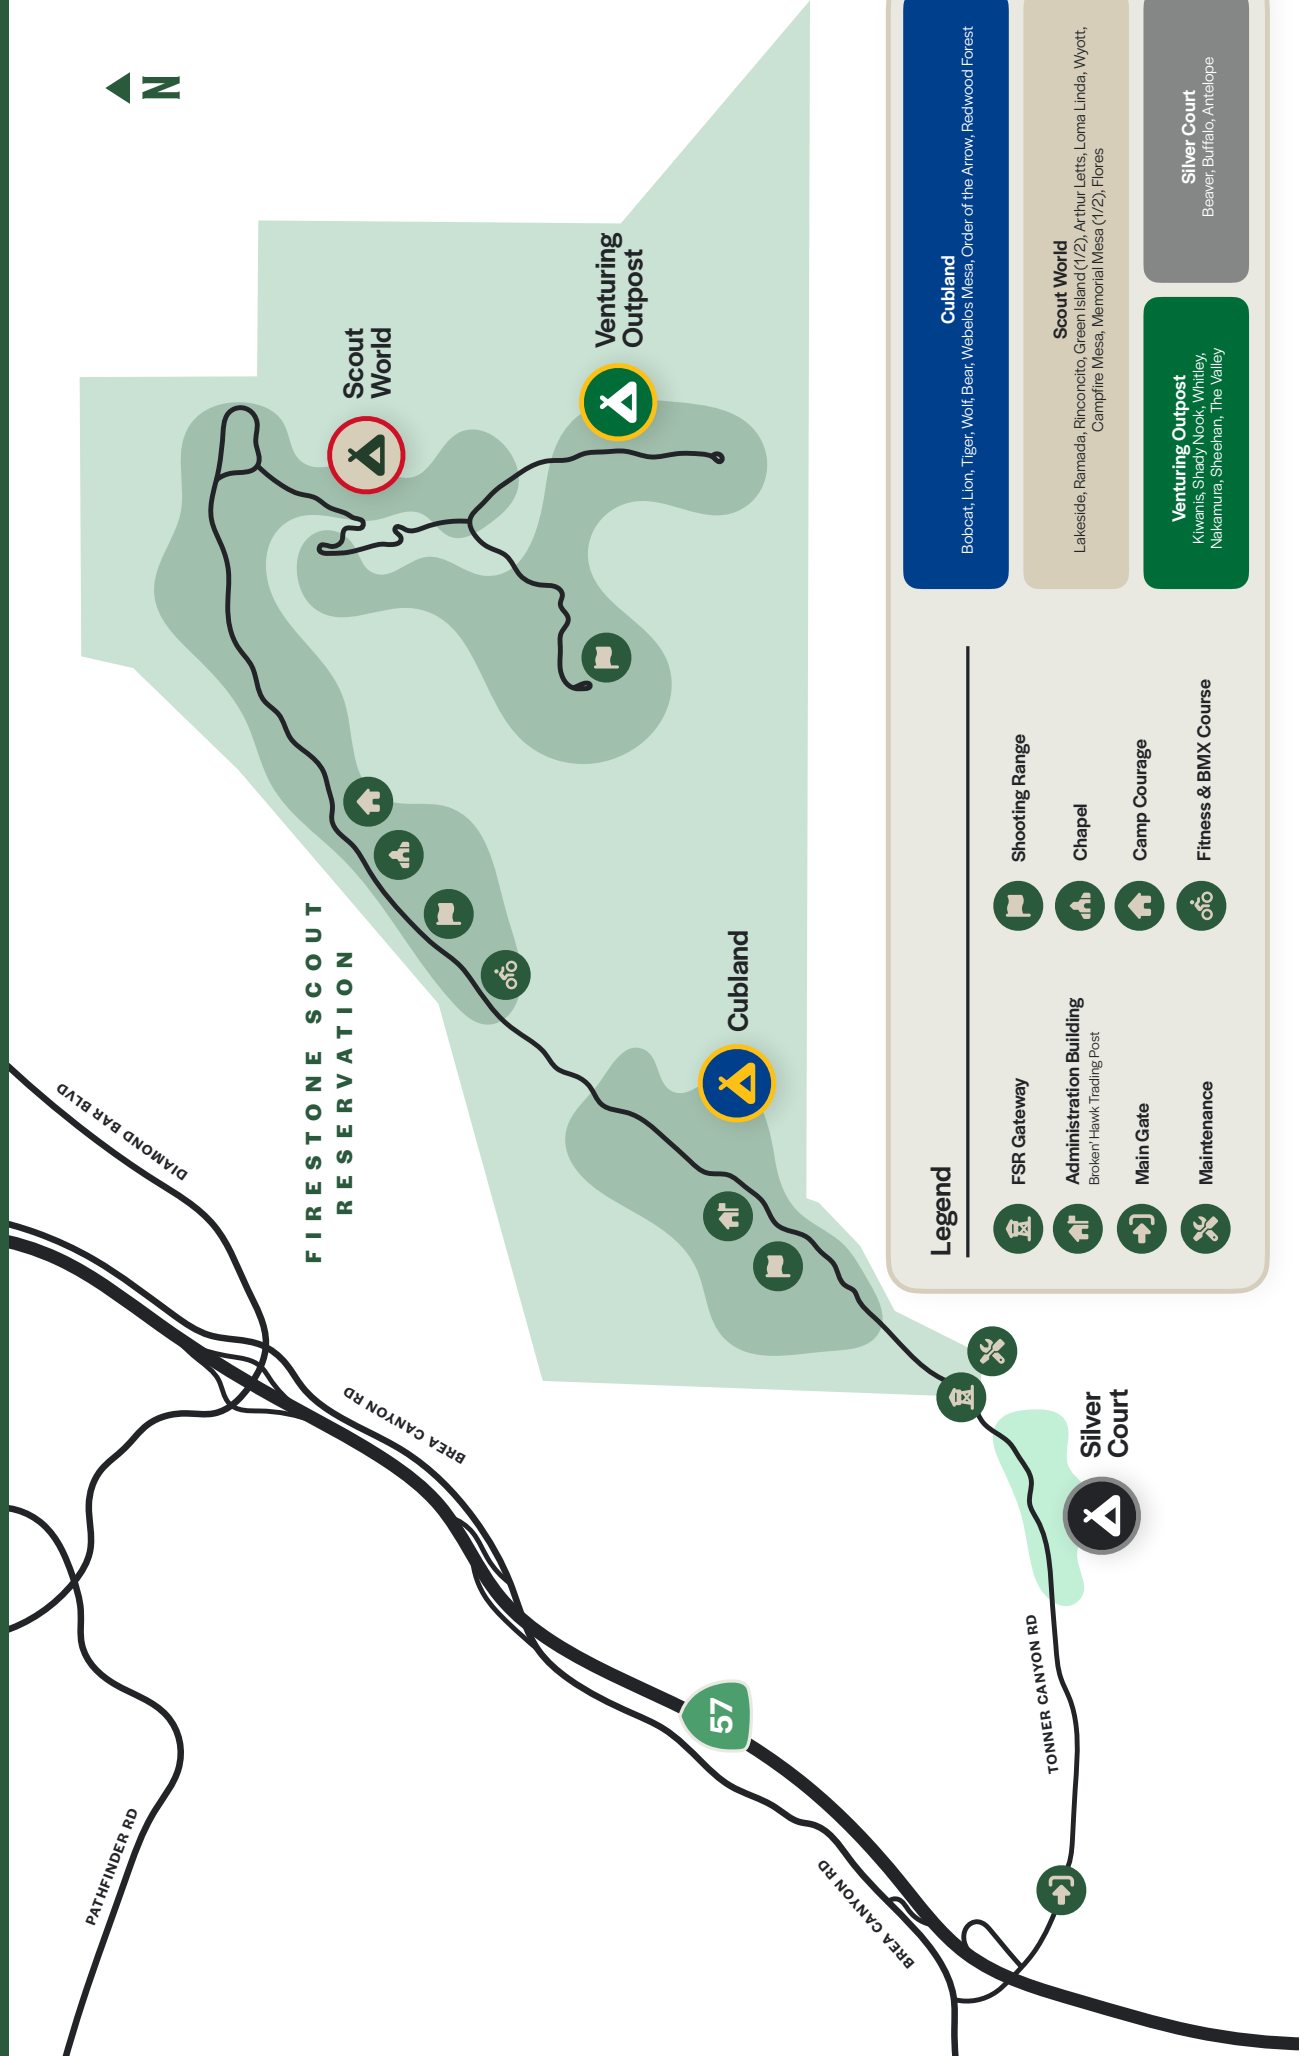 N
DIAMOND BAR BLVD
BREA CANYON RD
PATHFINDER RD
FIRESTONE SCOUT
RESERVATION
Scout
World
Venturing
Outpost
Cubland
57
BREA CANYON RD
TONNER CANYON RD
Silver
Court
Legend
FSR Gateway
Administration Building
Broken' Hawk Trading Post
Main Gate
Maintenance
Shooting Range
Chapel
Camp Courage
Fitness & BMX Course
Cubland
Bobcat, Lion, Tiger, Wolf, Bear, Webelos Mesa, Order of the Arrow, Redwood Forest
Scout World
Lakeside, Ramada, Rinconcito, Green Island (1/2), Arthur Letts, Loma Linda, Wyott,
Campfire Mesa, Memorial Mesa (1/2), Flores
Venturing Outpost
Kiwanis, Shady Nook, Whitley,
Nakamura, Sheehan, The Valley
Silver Court
Beaver, Buffalo, Antelope